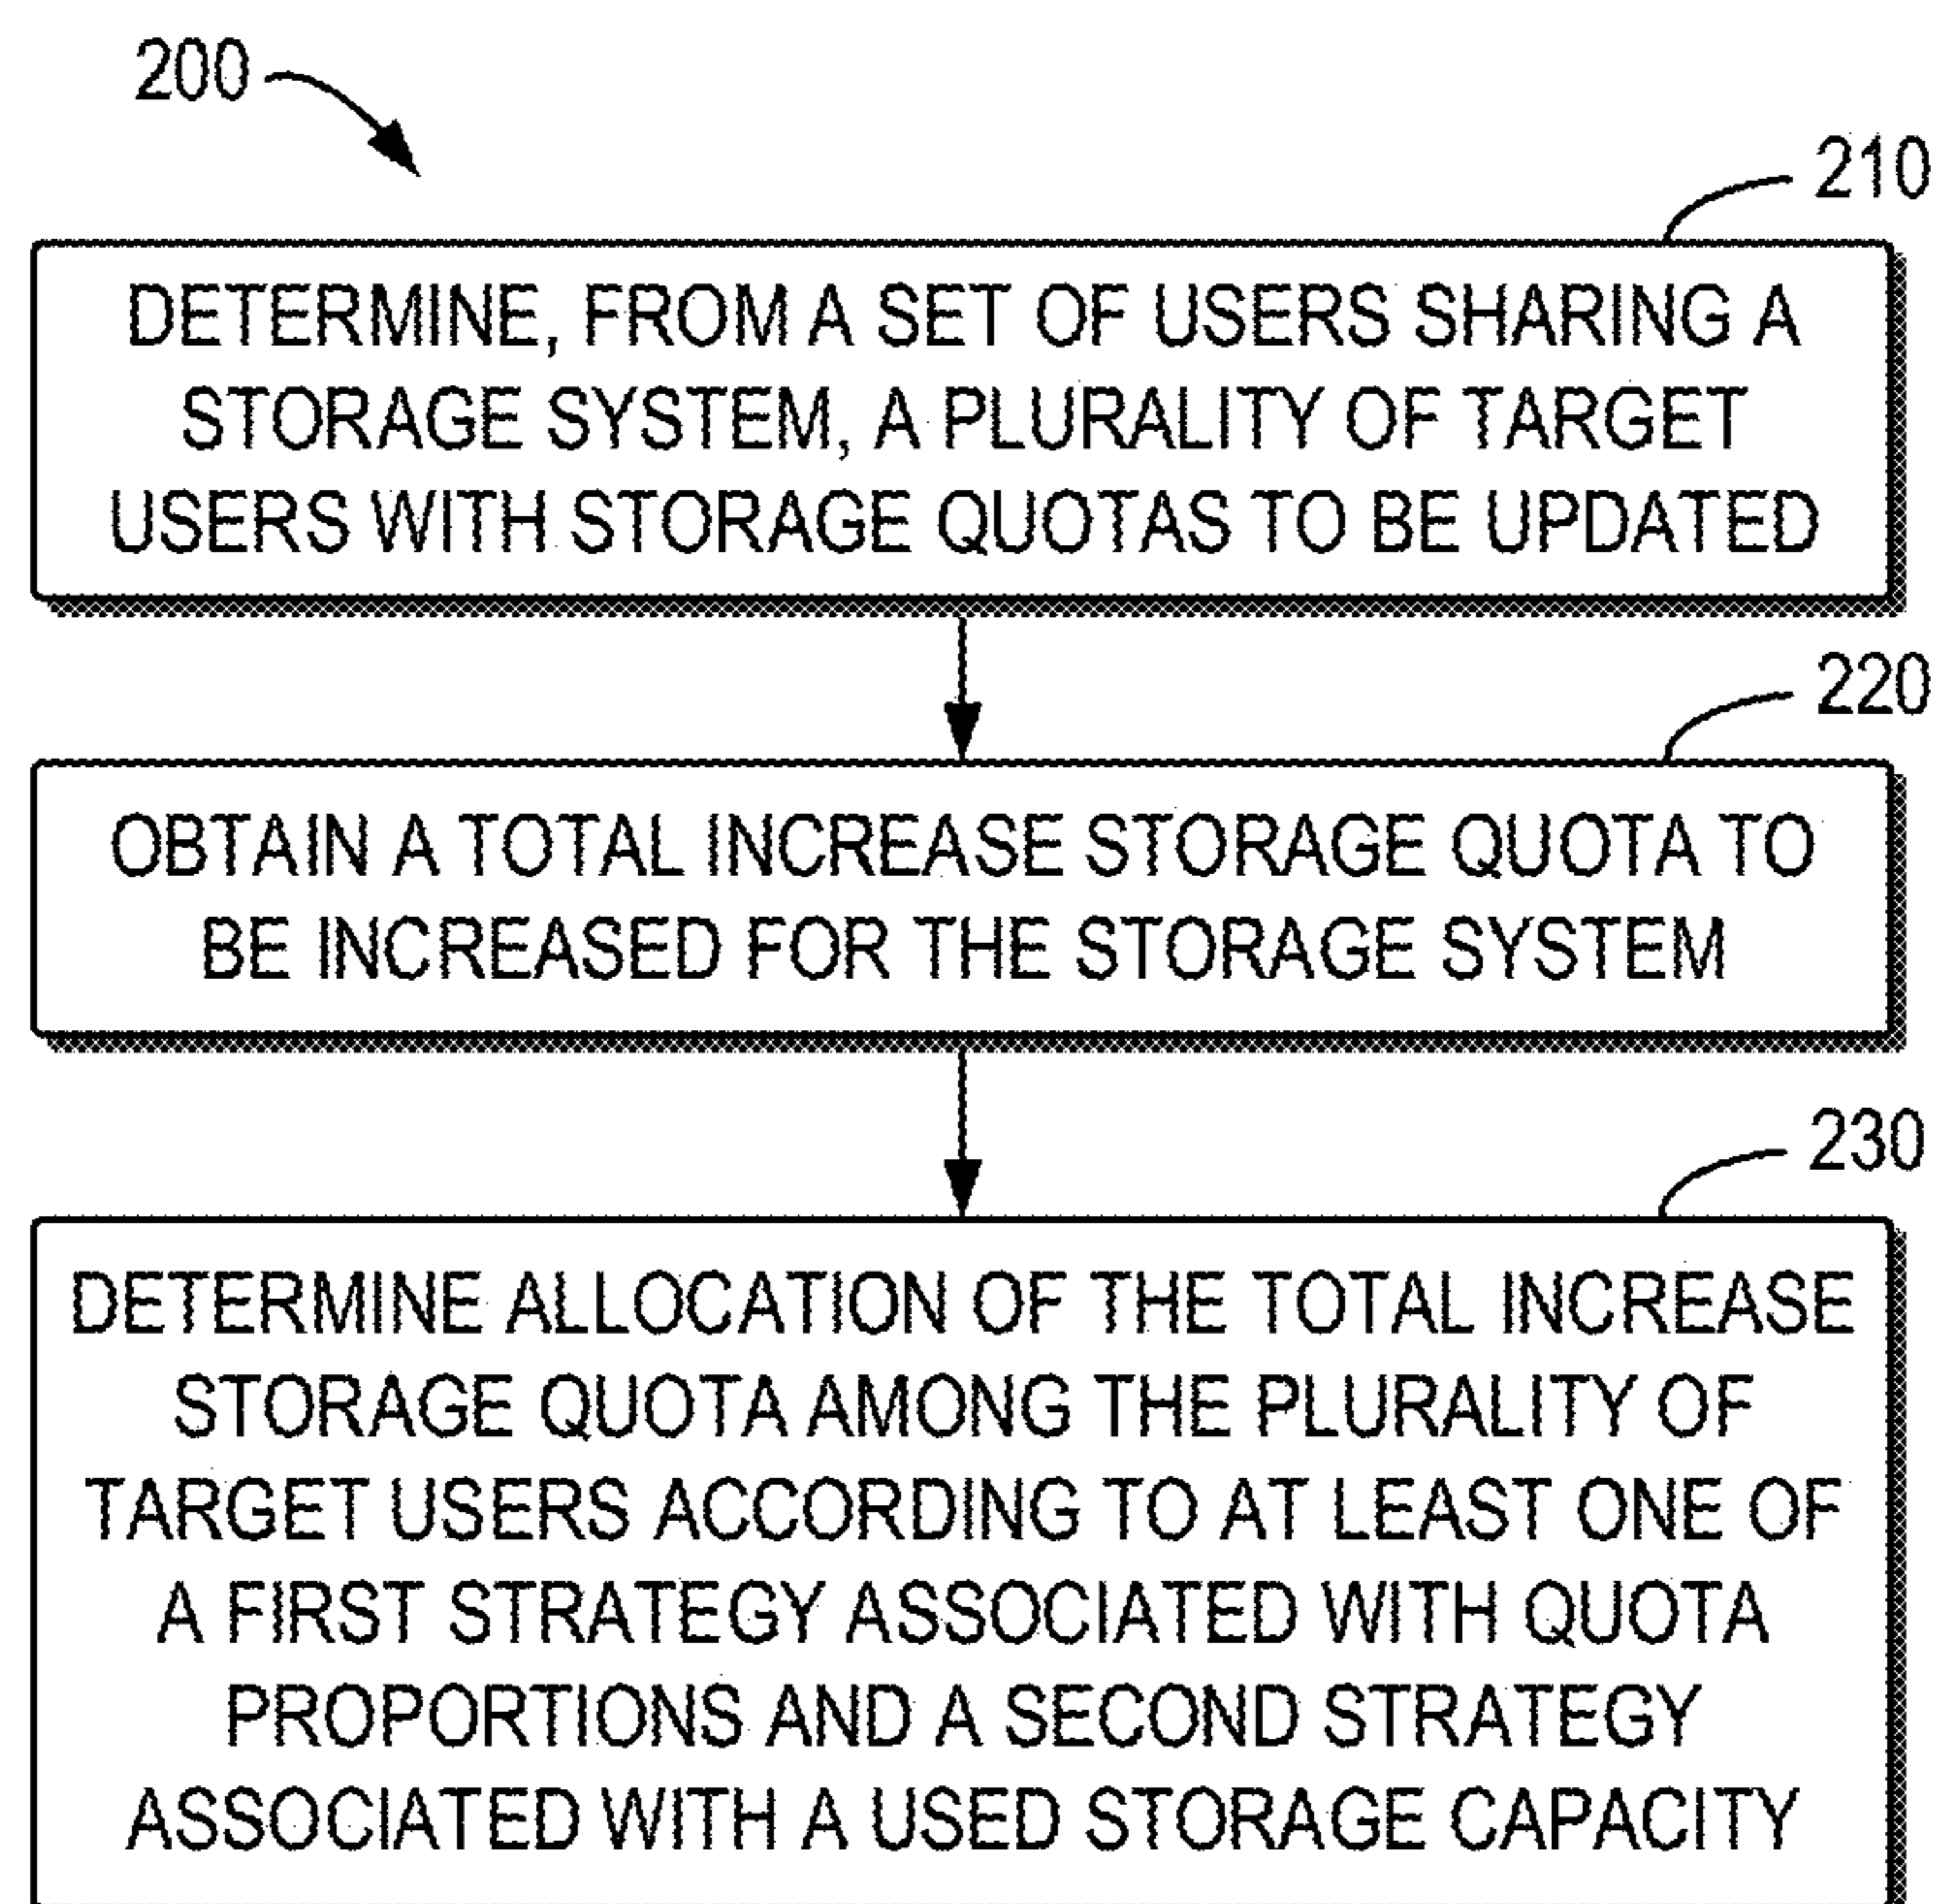 200
210
DETERMINE, FROM A SET OF USERS SHARING A
STORAGE SYSTEM, A PLURALITY OF TARGET
USERS WITH STORAGE QUOTAS TO BE UPDATED
220
OBTAIN A TOTAL INCREASE STORAGE QUOTA TO
BE INCREASED FOR THE STORAGE SYSTEM
230
DETERMINE ALLOCATION OF THE TOTAL INCREASE
STORAGE QUOTA AMONG THE PLURALITY OF
TARGET USERS ACCORDING TO AT LEAST ONE OF
A FIRST STRATEGY ASSOCIATED WITH QUOTA
PROPORTIONS AND A SECOND STRATEGY
ASSOCIATED WITH A USED STORAGE CAPACITY